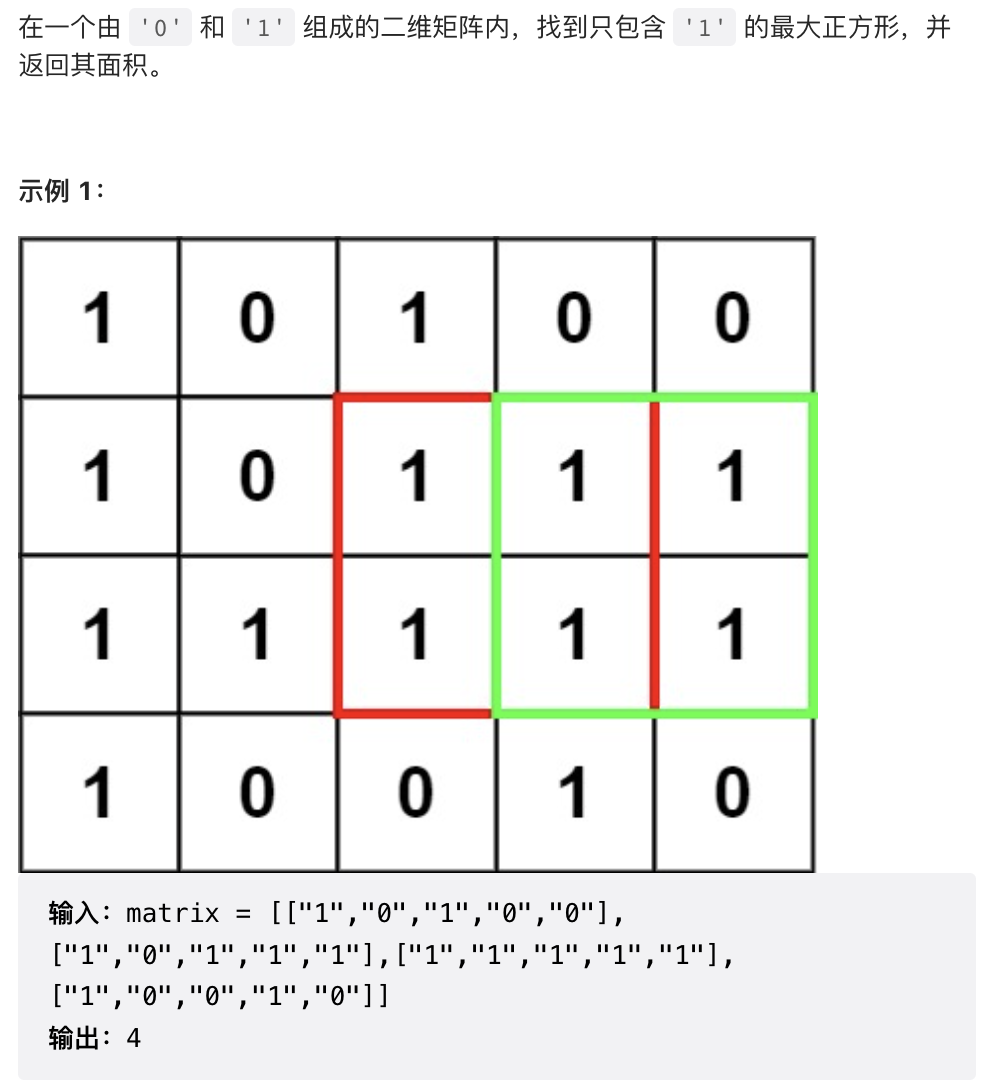 在一个由 '0' 和 '1' 组成的二维矩阵内，找到只包含 '1' 的最大正方形，并
返回其面积。
示例 1：
1 0 1 0 0
1 0 1 1 1
1 1 1 1 1
1 0 0 1 0
输入：matrix = [["1","0","1","0","0"],
["1","0","1","1","1"],["1","1","1","1","1"],
["1","0","0","1","0"]]
输出：4